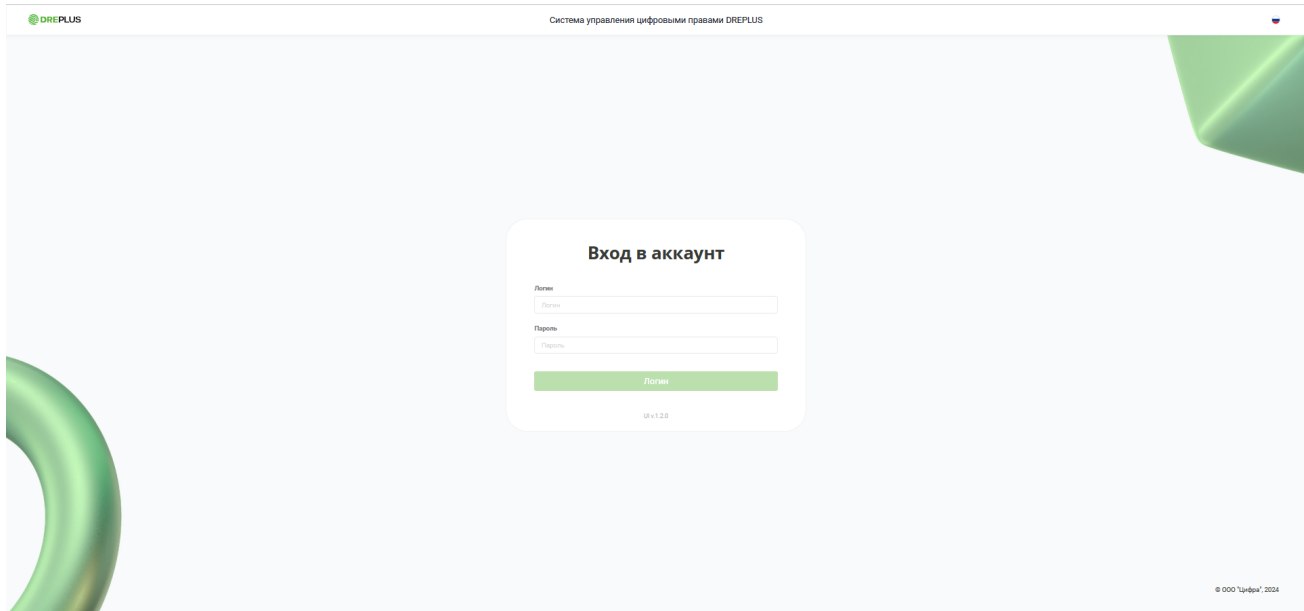 DREPLUS
Система управления цифровыми правами DREPLUS
Вход в аккаунт
Логин
Логин
Пароль
Пароль
Логин
UI v.1.2.0
© ООО "Цифра", 2024